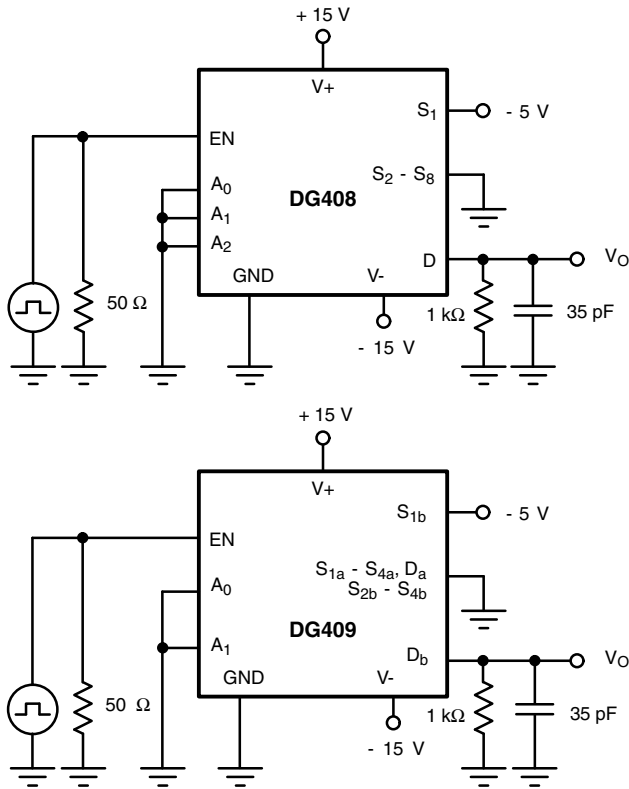 + 15 V
V+
S1
- 5 V
EN
S2 - S8
A0
DG408
A1
A2
D
VO
GND
V-
50 Ω
1 kΩ
35 pF
- 15 V
+ 15 V
V+
S1b
- 5 V
EN
S1a - S4a, Da
A0
S2b - S4b
DG409
A1
Db
VO
GND
V-
50 Ω
1 kΩ
35 pF
- 15 V